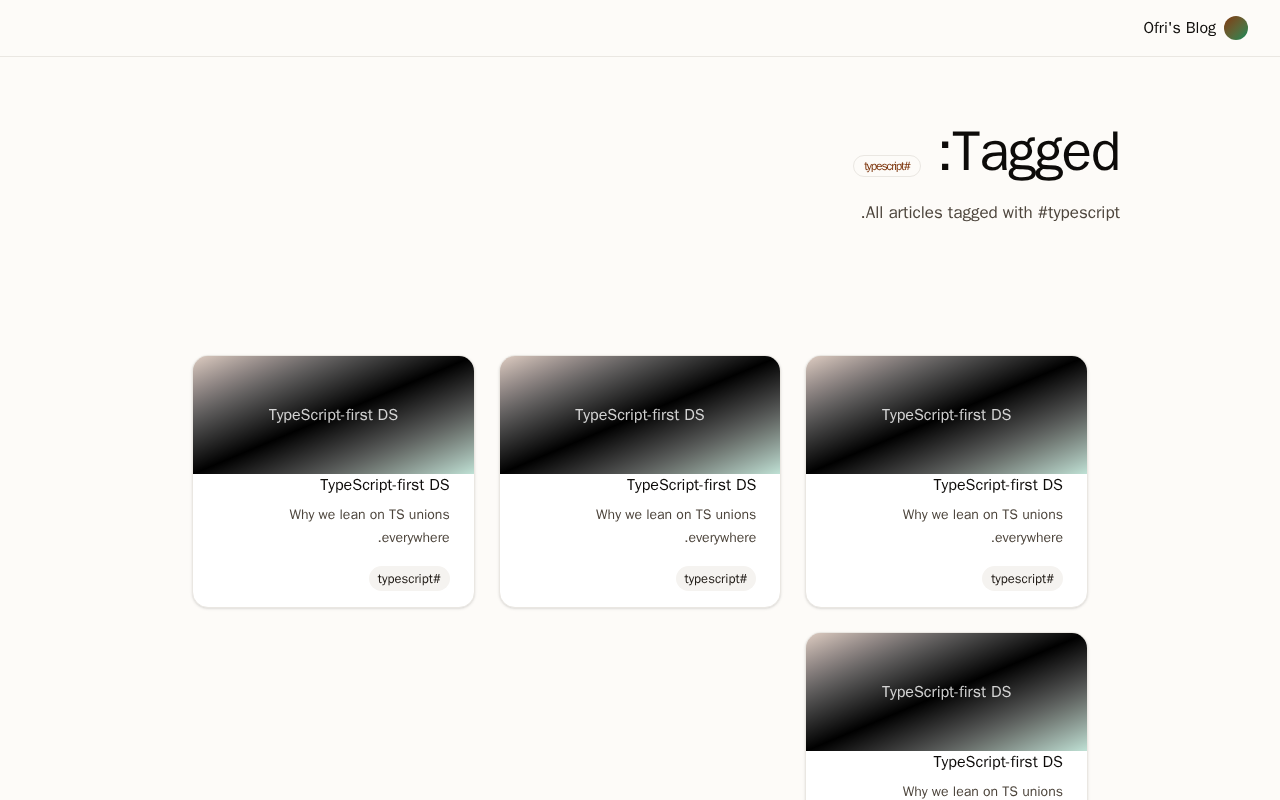 Ofri's Blog
:Tagged typescript#
.All articles tagged with #typescript
TypeScript-first DS
TypeScript-first DS
Why we lean on TS unions
.everywhere
typescript#
TypeScript-first DS
TypeScript-first DS
Why we lean on TS unions
.everywhere
typescript#
TypeScript-first DS
TypeScript-first DS
Why we lean on TS unions
.everywhere
typescript#
TypeScript-first DS
TypeScript-first DS
Why we lean on TS unions